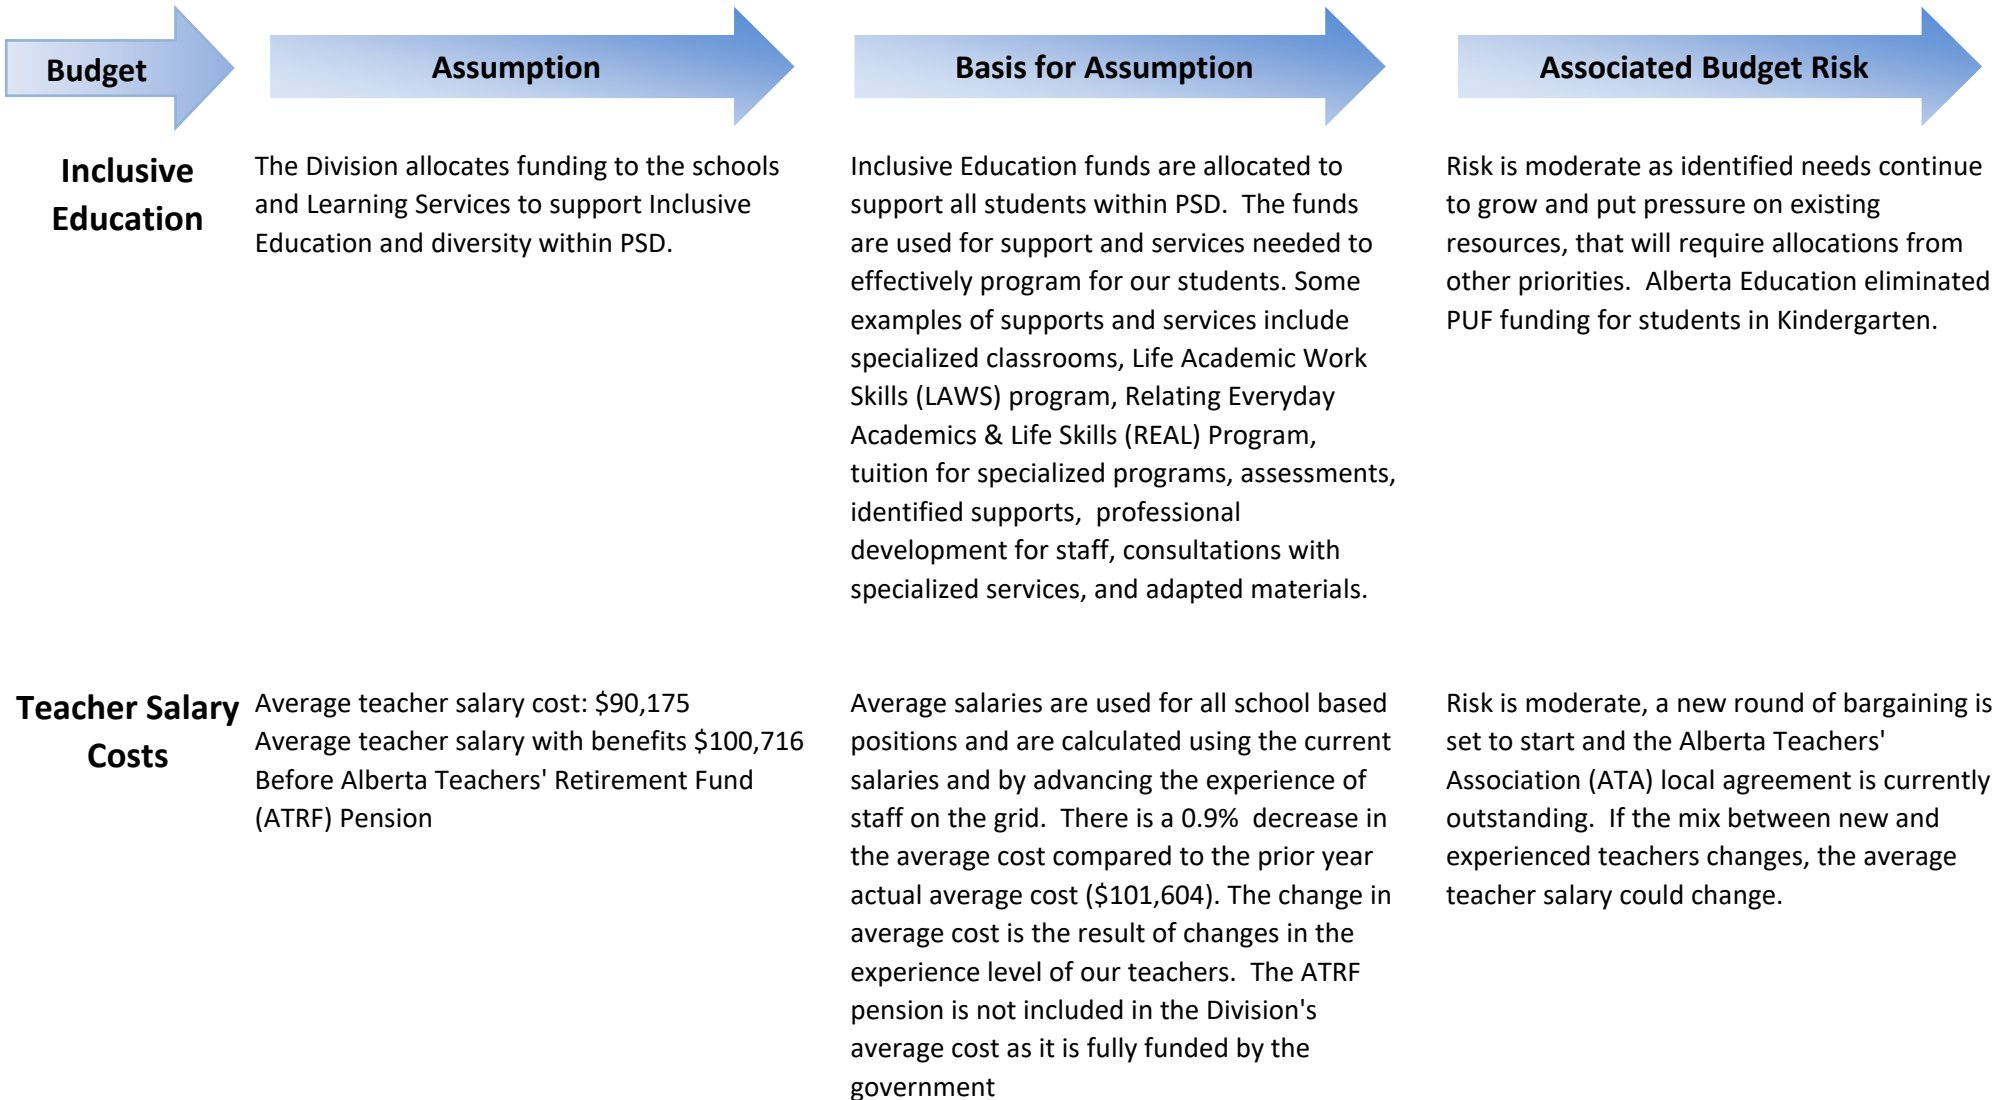 Budget
Assumption
Basis for Assumption
Associated Budget Risk
Inclusive
Education
The Division allocates funding to the schools
and Learning Services to support Inclusive
Education and diversity within PSD.
Inclusive Education funds are allocated to
support all students within PSD.  The funds
are used for support and services needed to
effectively program for our students. Some
examples of supports and services include
specialized classrooms, Life Academic Work
Skills (LAWS) program, Relating Everyday
Academics & Life Skills (REAL) Program,
tuition for specialized programs, assessments,
identified supports,  professional
development for staff, consultations with
specialized services, and adapted materials.
Risk is moderate as identified needs continue
to grow and put pressure on existing
resources, that will require allocations from
other priorities.  Alberta Education eliminated
PUF funding for students in Kindergarten.
Teacher Salary
Costs
Average teacher salary cost: $90,175
Average teacher salary with benefits $100,716
Before Alberta Teachers' Retirement Fund
(ATRF) Pension
Average salaries are used for all school based
positions and are calculated using the current
salaries and by advancing the experience of
staff on the grid.  There is a 0.9%  decrease in
the average cost compared to the prior year
actual average cost ($101,604). The change in
average cost is the result of changes in the
experience level of our teachers.  The ATRF
pension is not included in the Division's
average cost as it is fully funded by the
government
Risk is moderate, a new round of bargaining is
set to start and the Alberta Teachers'
Association (ATA) local agreement is currently
outstanding.  If the mix between new and
experienced teachers changes, the average
teacher salary could change.